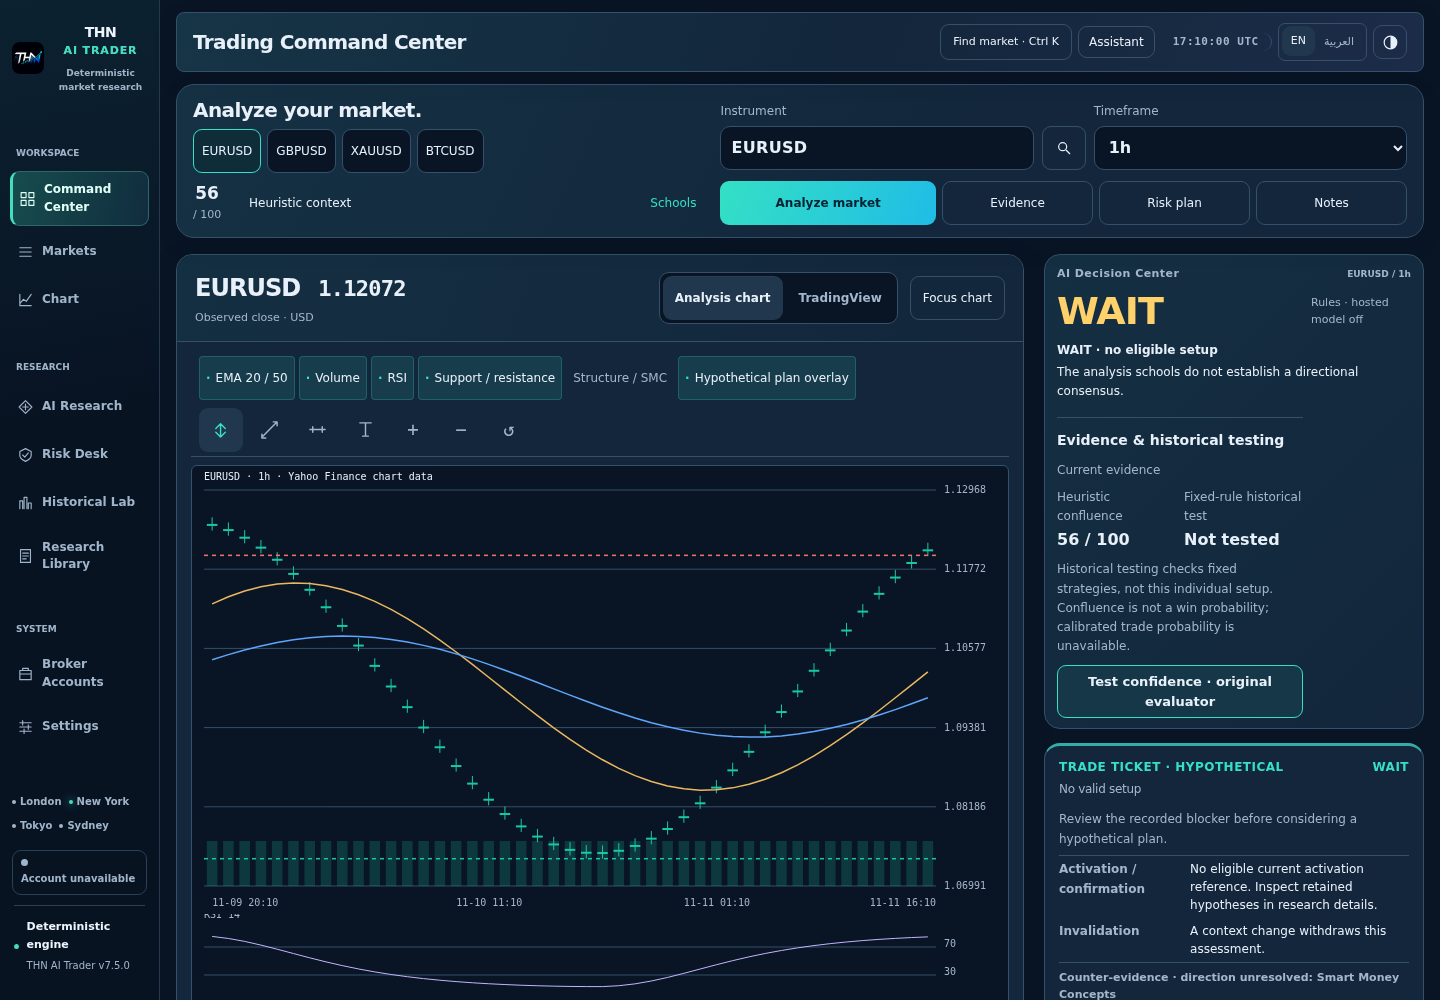 THN
AI TRADER
Deterministic
market research
WORKSPACE
Command
Center
Markets
Chart
RESEARCH
AI Research
Risk Desk
Historical Lab
Research
Library
SYSTEM
Broker
Accounts
Settings
London New York
Tokyo Sydney
Account unavailable
Deterministic
engine
THN AI Trader v7.5.0
Trading Command Center
Find market · Ctrl K
Assistant
17:10:00 UTC
EN
العربية
Analyze your market.
EURUSD
GBPUSD
XAUUSD
BTCUSD
56
/ 100
Heuristic context
Schools
Instrument
EURUSD
Timeframe
1h
Analyze market
Evidence
Risk plan
Notes
EURUSD 1.12072
Observed close · USD
Analysis chart
TradingView
Focus chart
EMA 20 / 50
Volume
RSI
Support / resistance
Structure / SMC
Hypothetical plan overlay
EURUSD · 1h · Yahoo Finance chart data
1.12968
1.11772
1.10577
1.09381
1.08186
1.06991
11-09 20:10
11-10 11:10
11-11 01:10
11-11 16:10
RSI 14
70
30
AI Decision Center
EURUSD / 1h
WAIT
Rules · hosted
model off
WAIT · no eligible setup
The analysis schools do not establish a directional
consensus.
Evidence & historical testing
Current evidence
Heuristic
confluence
56 / 100
Fixed-rule historical
test
Not tested
Historical testing checks fixed
strategies, not this individual setup.
Confluence is not a win probability;
calibrated trade probability is
unavailable.
Test confidence · original
evaluator
TRADE TICKET · HYPOTHETICAL
WAIT
No valid setup
Review the recorded blocker before considering a
hypothetical plan.
Activation /
confirmation
No eligible current activation
reference. Inspect retained
hypotheses in research details.
Invalidation
A context change withdraws this
assessment.
Counter-evidence · direction unresolved: Smart Money
Concepts